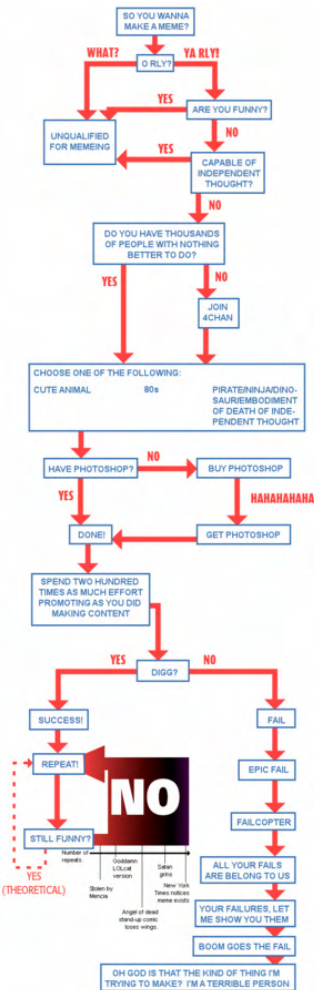 SO YOU WANNA
MAKE A MEME?
WHAT?
YA RLY!
O RLY?
YES
ARE YOU FUNNY?
NO
UNQUALIFIED
FOR MEMEING
YES
CAPABLE OF
INDEPENDENT
THOUGHT?
NO
DO YOU HAVE THOUSANDS
OF PEOPLE WITH NOTHING
BETTER TO DO?
YES
NO
JOIN
4CHAN
CHOOSE ONE OF THE FOLLOWING:
CUTE ANIMAL
80s
PIRATE/NINJA/DINO-
SAUR/EMBODIMENT
OF DEATH OF INDE-
PENDENT THOUGHT
HAVE PHOTOSHOP?
NO
BUY PHOTOSHOP
YES
HAHAHAHAHA
DONE!
GET PHOTOSHOP
SPEND TWO HUNDRED
TIMES AS MUCH EFFORT
PROMOTING AS YOU DID
MAKING CONTENT
YES
DIGG?
NO
SUCCESS!
FAIL
REPEAT!
NO
EPIC FAIL
FAILCOPTER
STILL FUNNY?
YES
(THEORETICAL)
Number of
repeats.
Stolen by
Mencia
Goddamn
LOLcat
version
Angel of dead
stand-up comic
loses wings.
Satan
grins
New York
Times notices
meme exists
ALL YOUR FAILS
ARE BELONG TO US
YOUR FAILURES, LET
ME SHOW YOU THEM
BOOM GOES THE FAIL
OH GOD IS THAT THE KIND OF THING I'M
TRYING TO MAKE? I'M A TERRIBLE PERSON